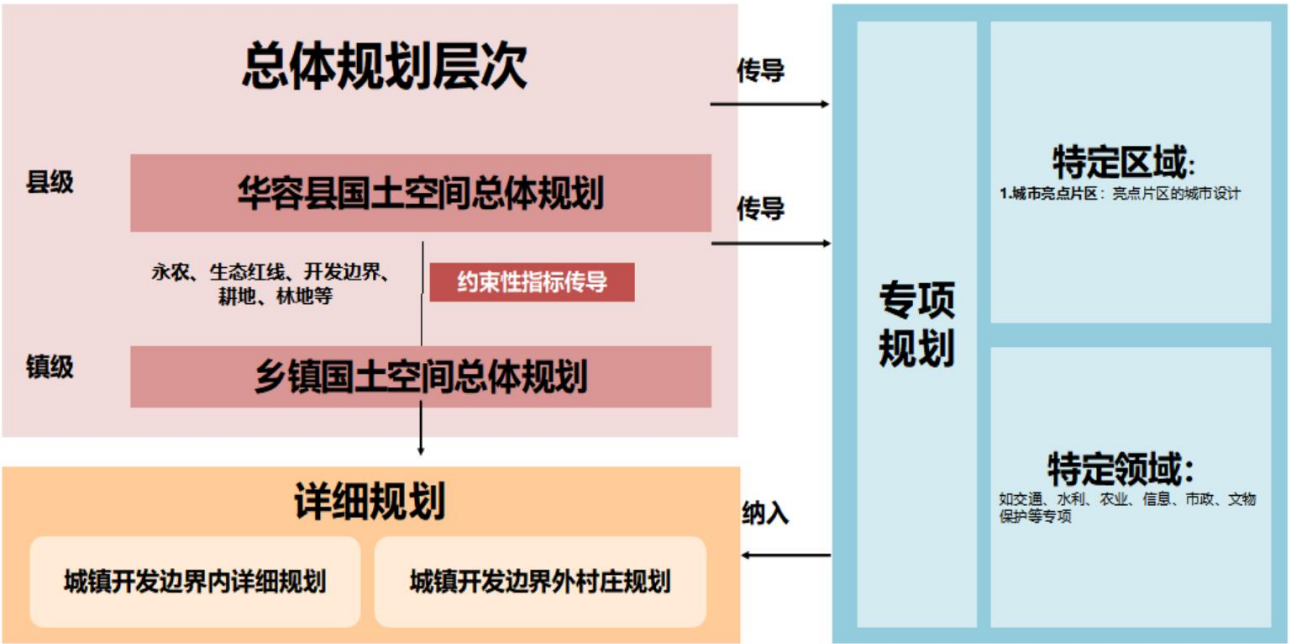 总体规划层次
传导
县级
华容县国土空间总体规划
传导
永农、生态红线、开发边界、
耕地、林地等
约束性指标传导
镇级
乡镇国土空间总体规划
详细规划
城镇开发边界内详细规划
城镇开发边界外村庄规划
纳入
专项
规划
特定区域:
1.城市亮点片区：亮点片区的城市设计
特定领域:
如交通、水利、农业、信息、市政、文物
保护等专项